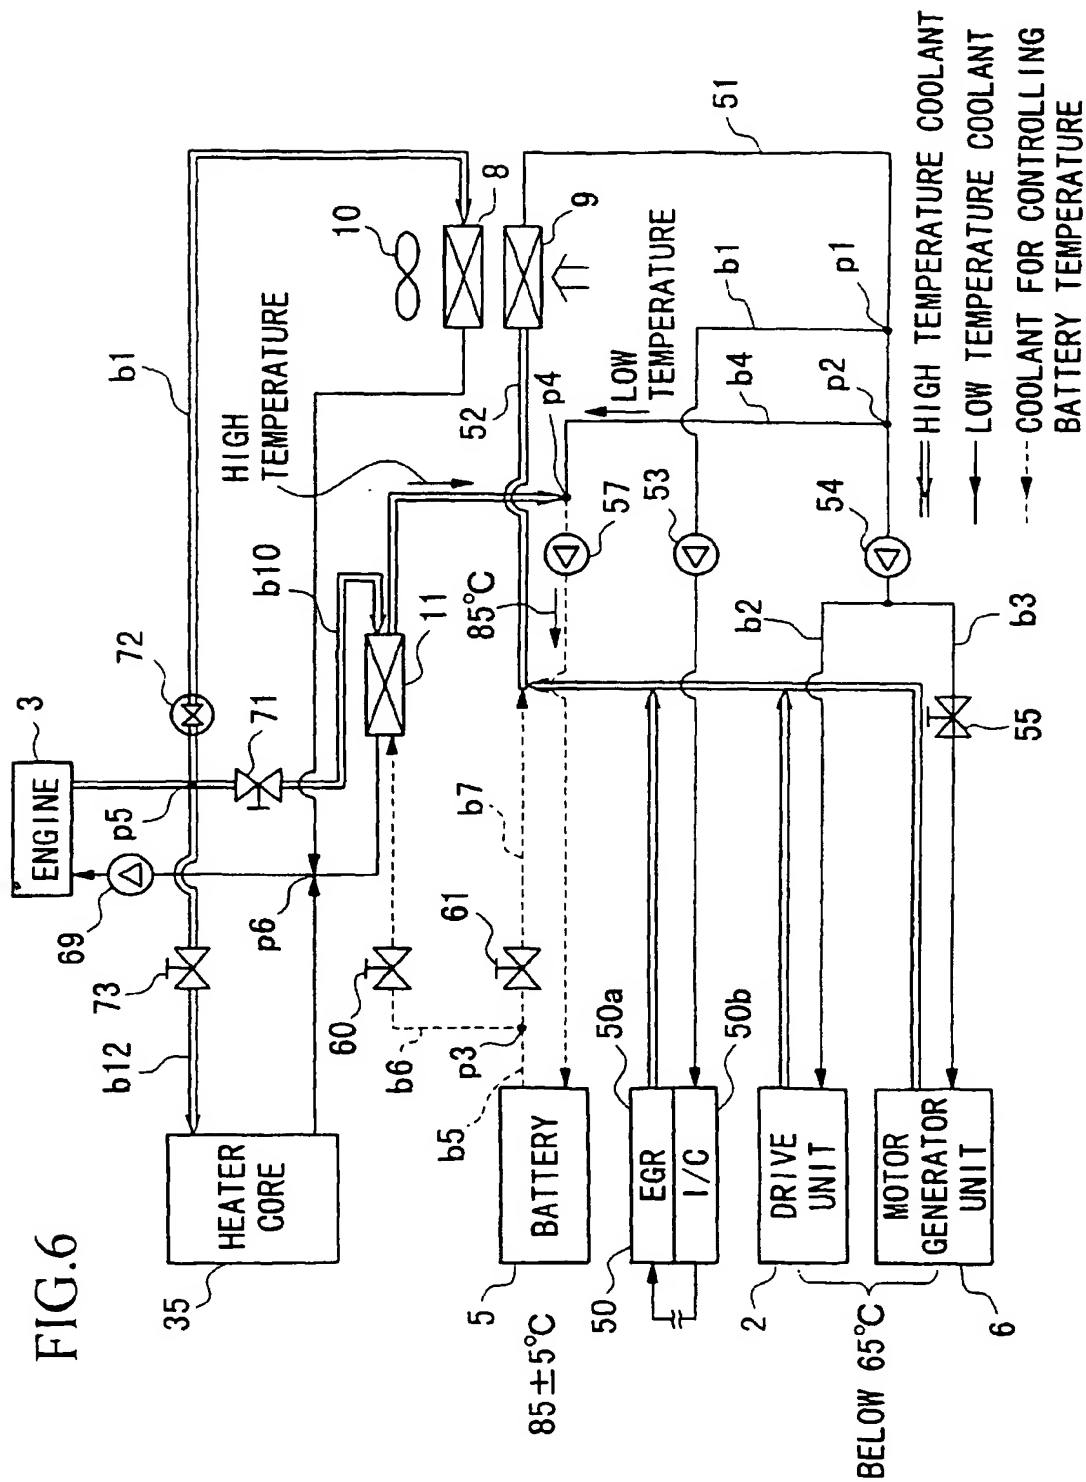 FIG.6
35
HEATER
CORE
b12
73
69
ENGINE
3
p5
p6
72
71
b10
b1
HIGH
TEMPERATURE
10
8
9
11
52
p4
LOW
TEMPERATURE
b1
b4
51
p1
p2
60
61
b6
b7
p3
b5
85°C
57
53
54
5
BATTERY
85±5°C
50
50a
50b
EGR
I/C
2
DRIVE
UNIT
b2
b3
55
6
MOTOR
GENERATOR
UNIT
BELOW 65°C
HIGH TEMPERATURE COOLANT
LOW TEMPERATURE COOLANT
COOLANT FOR CONTROLLING
BATTERY TEMPERATURE